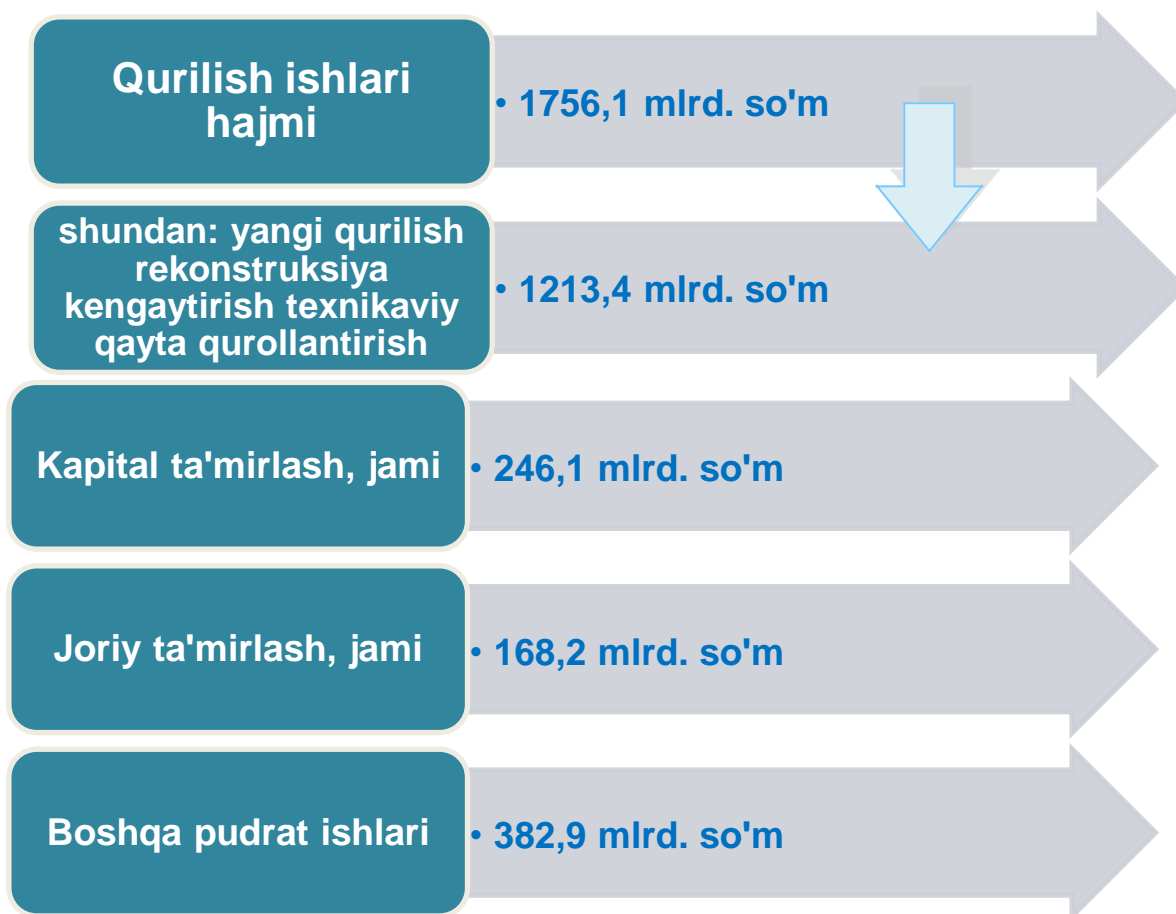 Qurilish ishlari
hajmi
• 1756,1 mlrd. so'm
shundan: yangi qurilish
rekonstruksiya
kengaytirish texnikaviy
qayta qurollantirish
• 1213,4 mlrd. so'm
Kapital ta'mirlash, jami
• 246,1 mlrd. so'm
Joriy ta'mirlash, jami
• 168,2 mlrd. so'm
Boshqa pudrat ishlari
• 382,9 mlrd. so'm